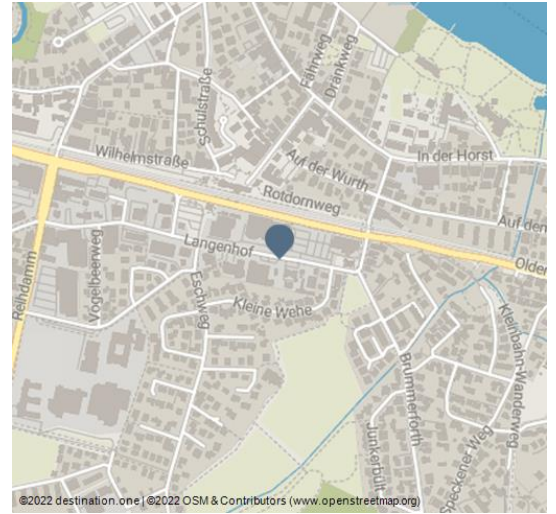 Schulstraße
Fährweg
Drankweg
Wilhelmstraße
In der Horst
Auf der Wurth
Rotdornweg
Auf den
Langenhof
Olden
Reihdamm
Vogelbeerweg
Eschweg
Kleine Wehe
Kleinbahn-Wanderweg
Brummerforth
Junkerbült
Speckener Weg
©2022 destination.one | ©2022 OSM & Contributors (www.openstreetmap.org)